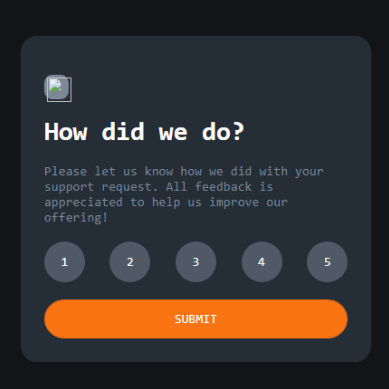 How did we do?
Please let us know how we did with your
support request. All feedback is
appreciated to help us improve our
offering!
1 2 3 4 5
SUBMIT